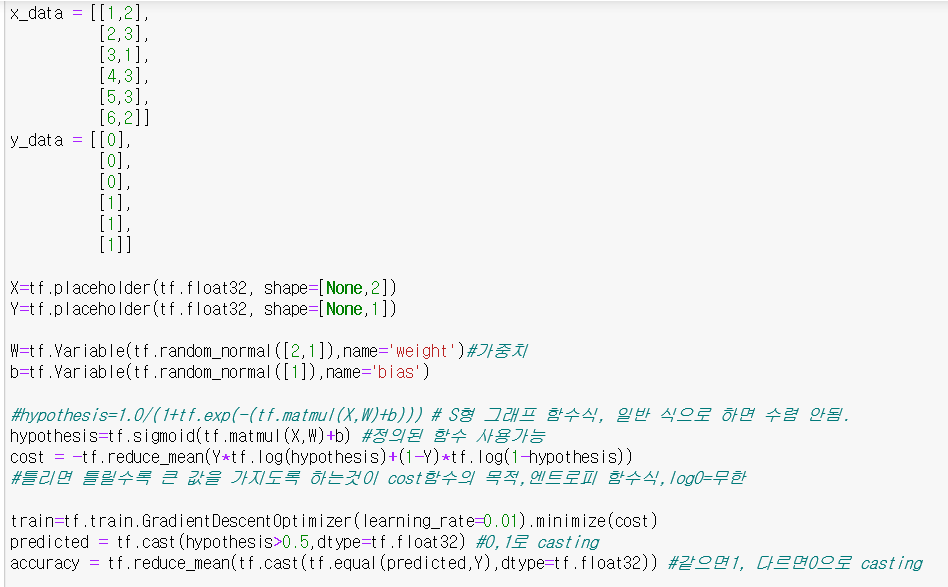 x_data = [[1,2],
[2,3],
[3,1],
[4,3],
[5,3],
[6,2]]
y_data = [[0],
[0],
[0],
[1],
[1],
[1]]
X=tf.placeholder(tf.float32, shape=[None,2])
Y=tf.placeholder(tf.float32, shape=[None,1])
W=tf.Variable(tf.random_normal([2,1]),name='weight')#가중치
b=tf.Variable(tf.random_normal([1]),name='bias')
#hypothesis=1.0/(1+tf.exp(-(tf.matmul(X,W)+b))) # S형 그래프 함수식, 일반 식으로 하면 수렴 안됨.
hypothesis=tf.sigmoid(tf.matmul(X,W)+b) #정의된 함수 사용가능
cost = -tf.reduce_mean(Y*tf.log(hypothesis)+(1-Y)*tf.log(1-hypothesis))
#틀리면 틀릴수록 큰 값을 가지도록 하는것이 cost함수의 목적,엔트로피 함수식,log0=무한
train=tf.train.GradientDescentOptimizer(learning_rate=0.01).minimize(cost)
predicted = tf.cast(hypothesis>0.5,dtype=tf.float32) #0,1로 casting
accuracy = tf.reduce_mean(tf.cast(tf.equal(predicted,Y),dtype=tf.float32)) #같으면1, 다르면0으로 casting